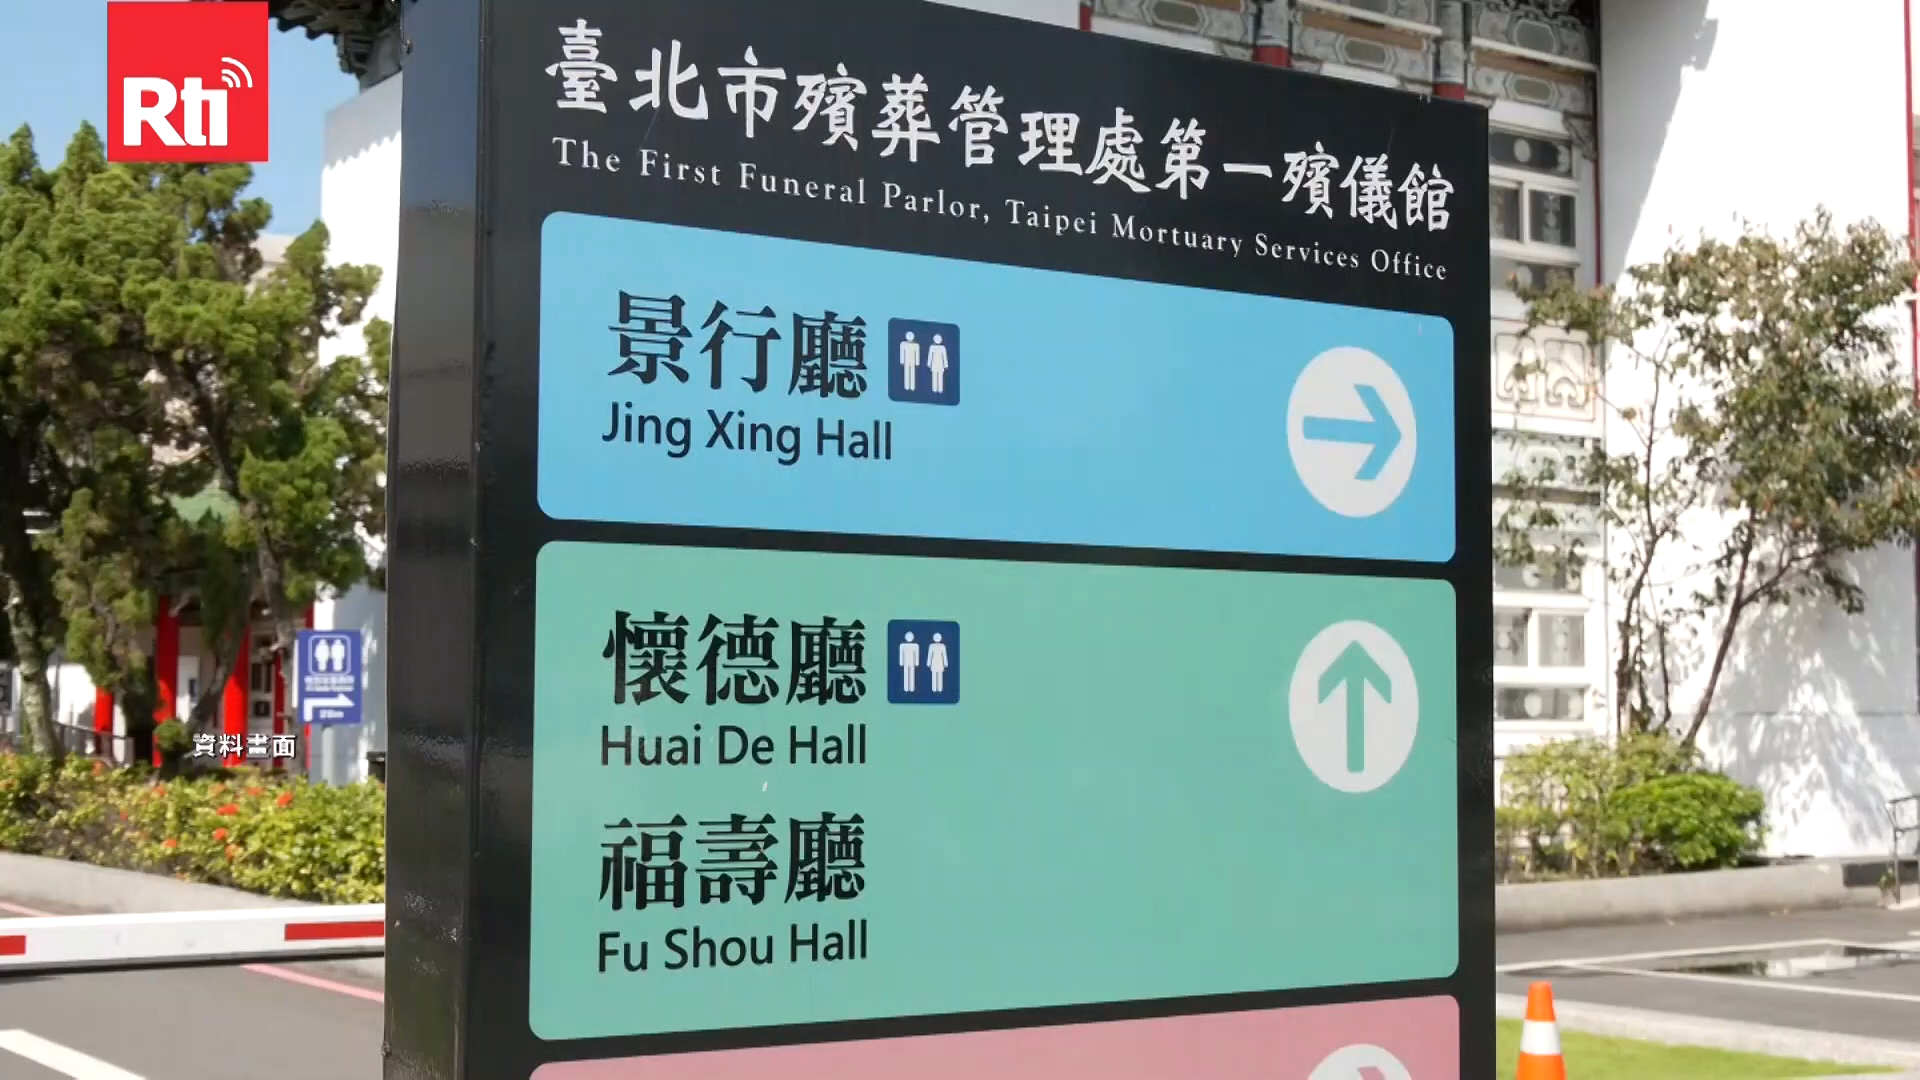 Rti
臺北市殯葬管理處第一殯儀館
The First Funeral Parlor, Taipei Mortuary Services Office
景行廳
Jing Xing Hall
懷德廳
Huai De Hall
福壽廳
Fu Shou Hall
資料畫面